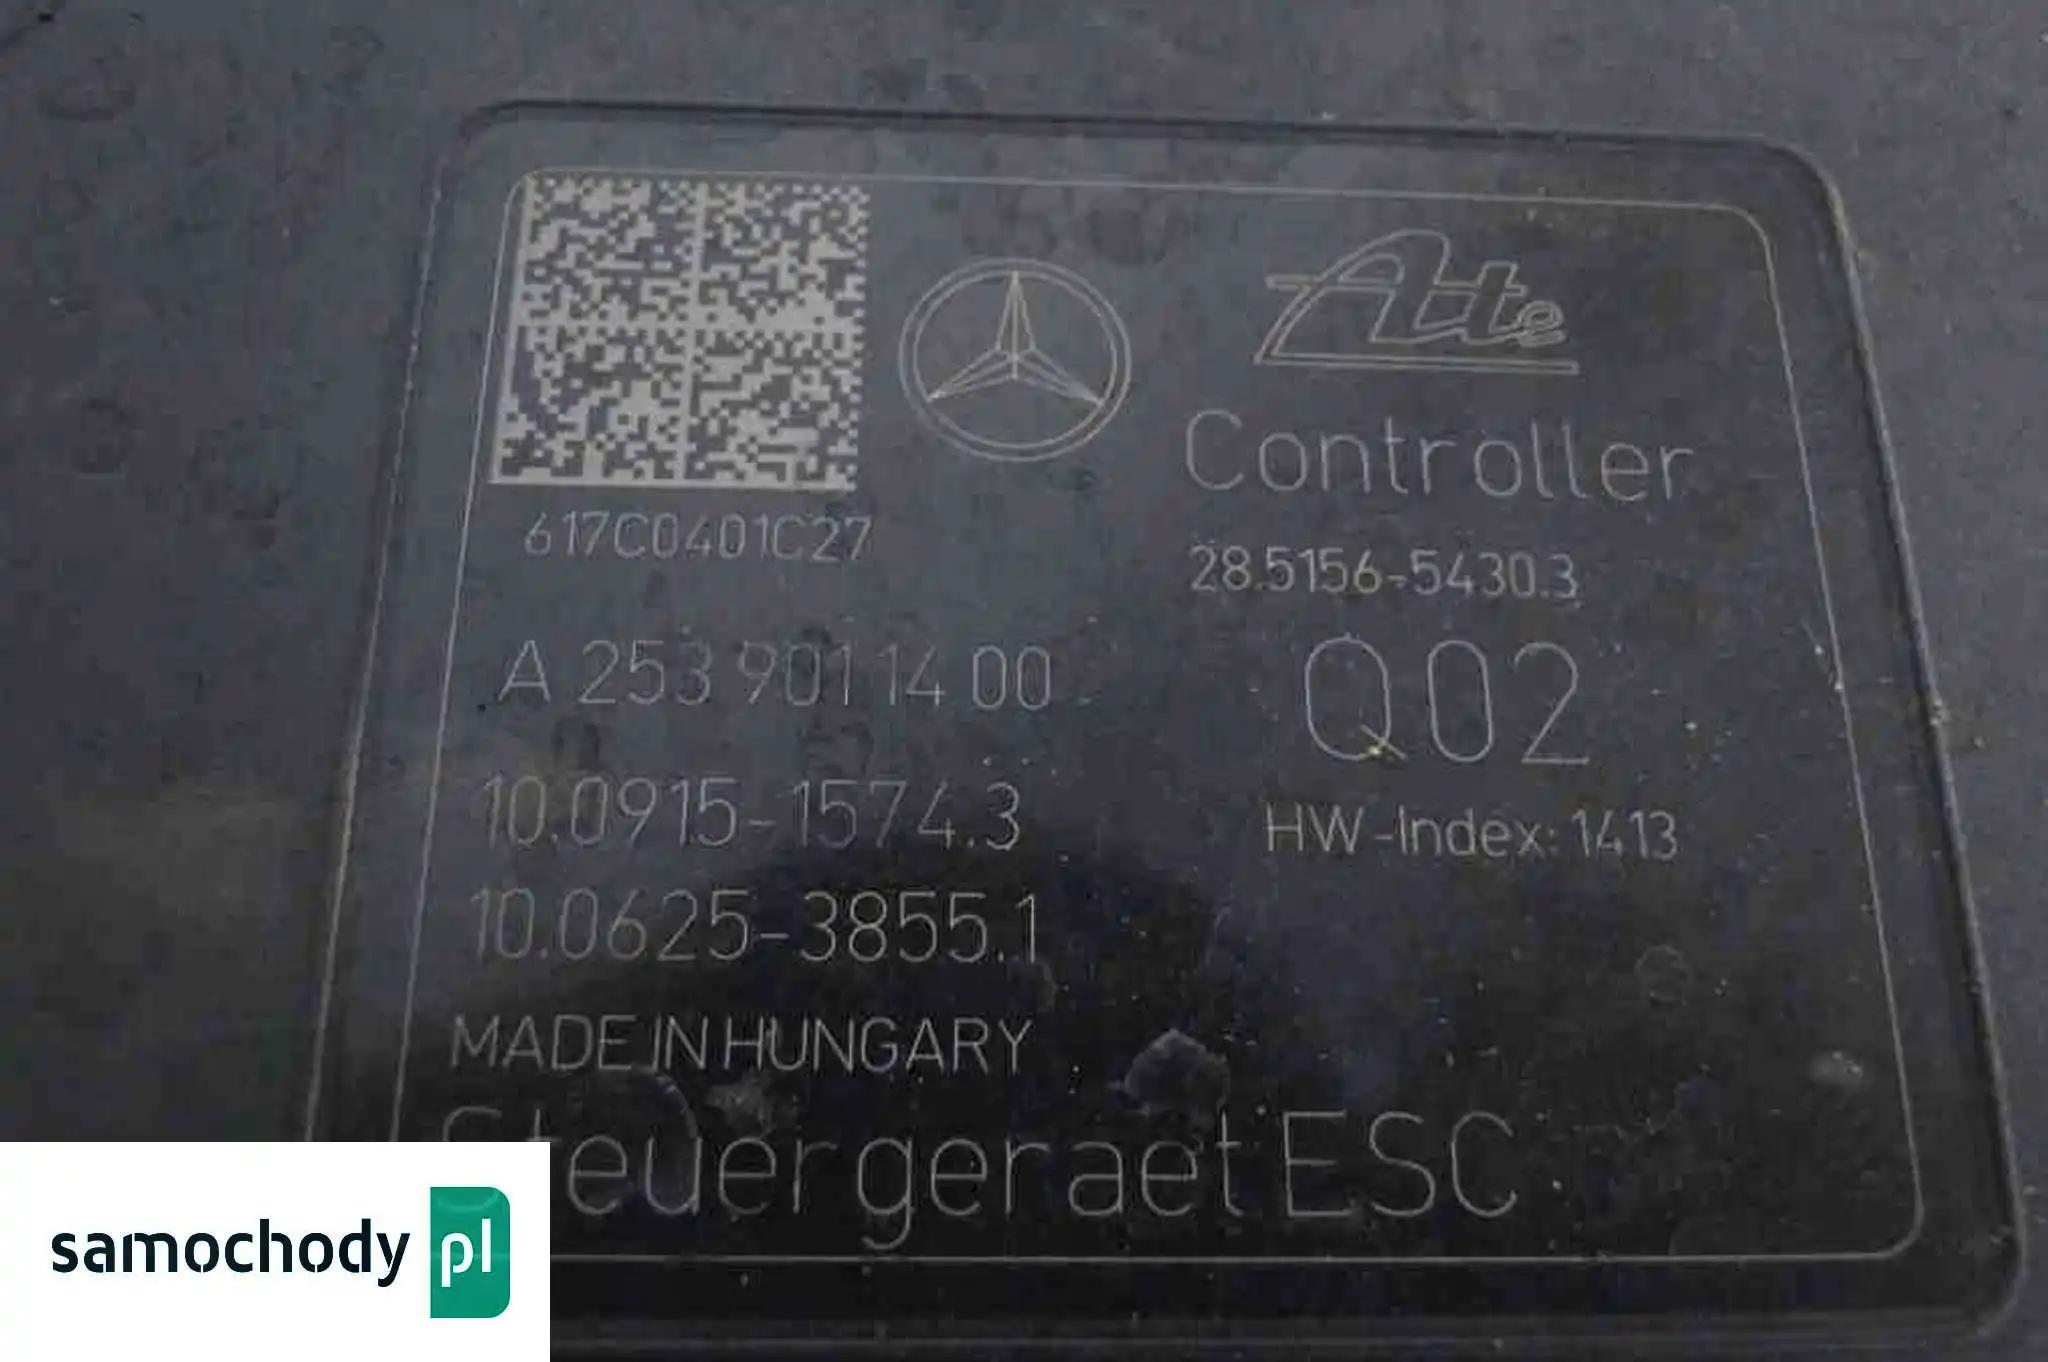 Ate
Controller
617C0401C27
28.5156-5430.3
A 253 901 14 00
Q02
10.0915-1574.3
HW-Index: 1413
10.0625-3855.1
MADE IN HUNGARY
Steuergeraet ESC
samochody pl